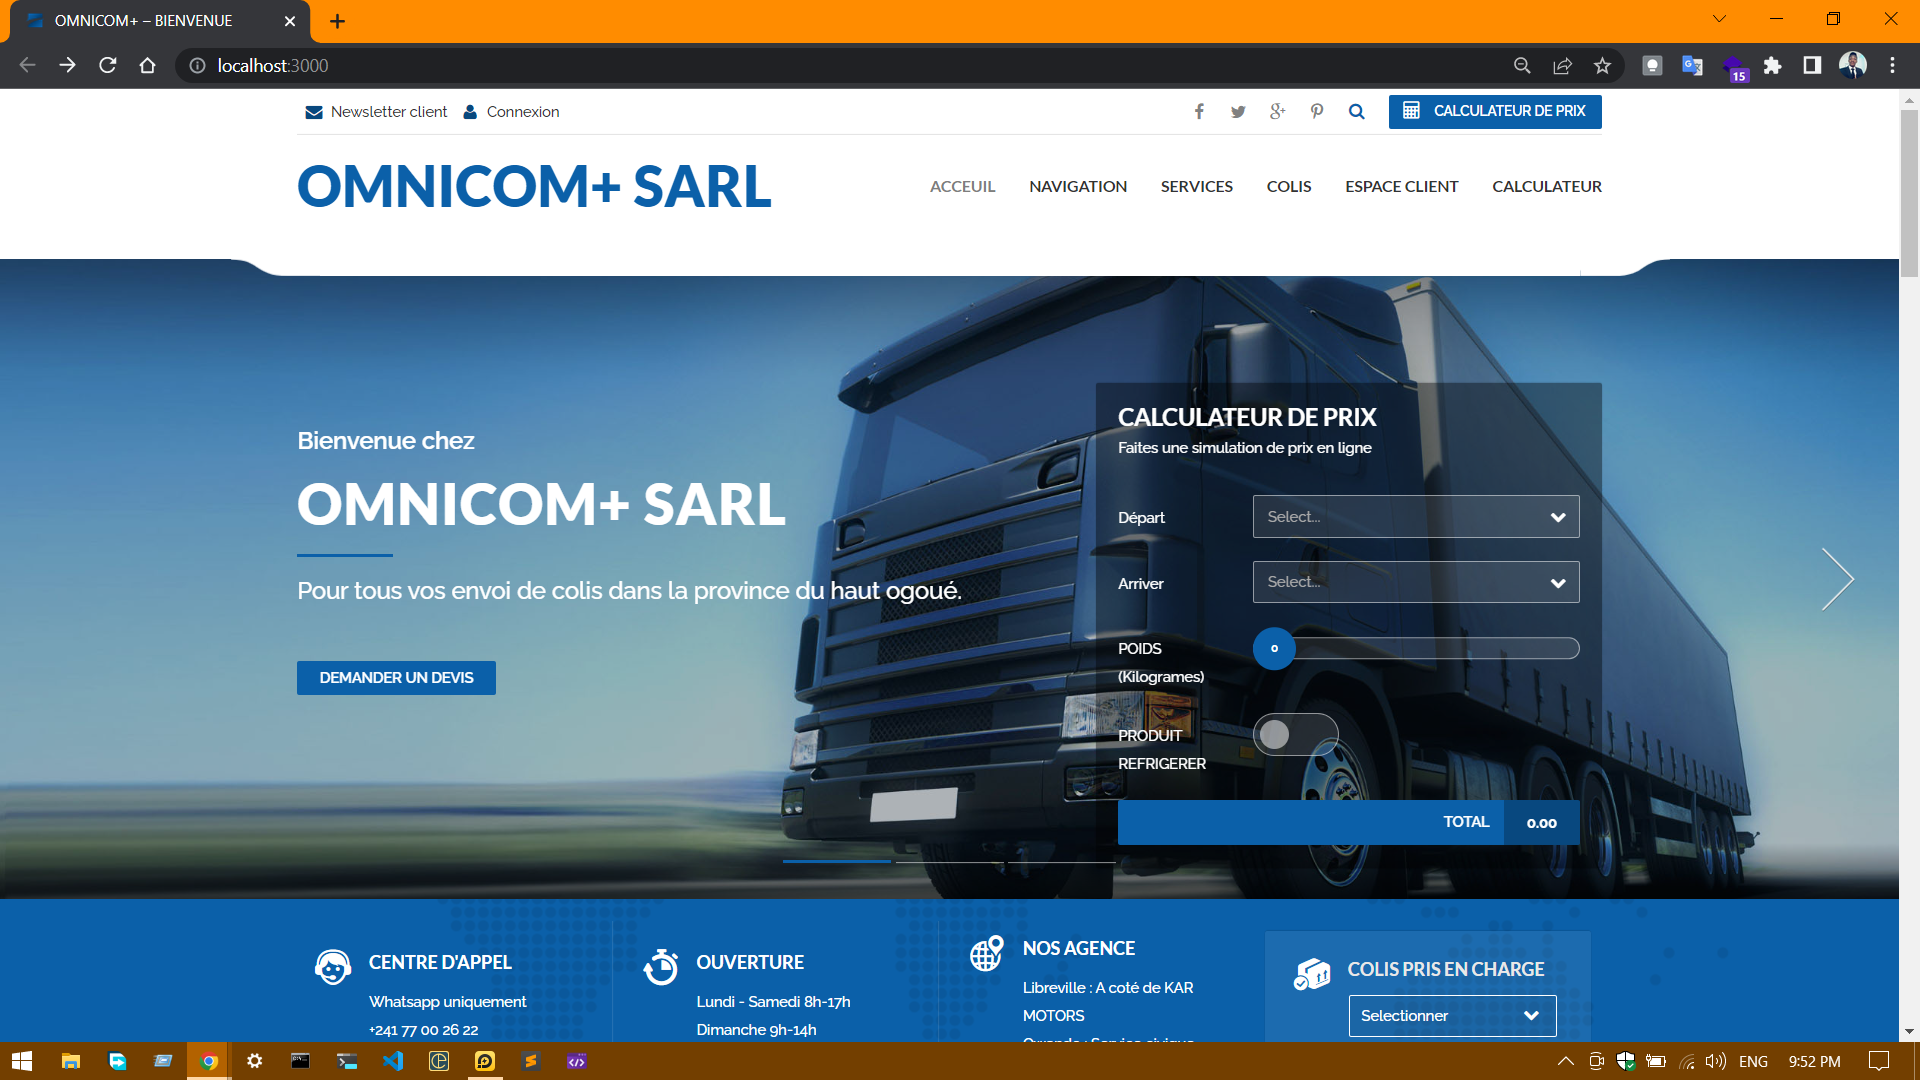 OMNICOM+ – BIENVENUE
localhost:3000
15
Newsletter client
Connexion
CALCULATEUR DE PRIX
OMNICOM+ SARL
ACCEUIL
NAVIGATION
SERVICES
COLIS
ESPACE CLIENT
CALCULATEUR
Bienvenue chez
OMNICOM+ SARL
Pour tous vos envoi de colis dans la province du haut ogoué.
DEMANDER UN DEVIS
CALCULATEUR DE PRIX
Faites une simulation de prix en ligne
Départ
Select...
Arriver
Select...
POIDS
(Kilogrames)
0
PRODUIT
REFRIGERER
TOTAL
0.00
CENTRE D'APPEL
Whatsapp uniquement
+241 77 00 26 22
OUVERTURE
Lundi - Samedi 8h-17h
Dimanche 9h-14h
NOS AGENCE
Libreville : A coté de KAR
MOTORS
COLIS PRIS EN CHARGE
Selectionner
ENG
9:52 PM